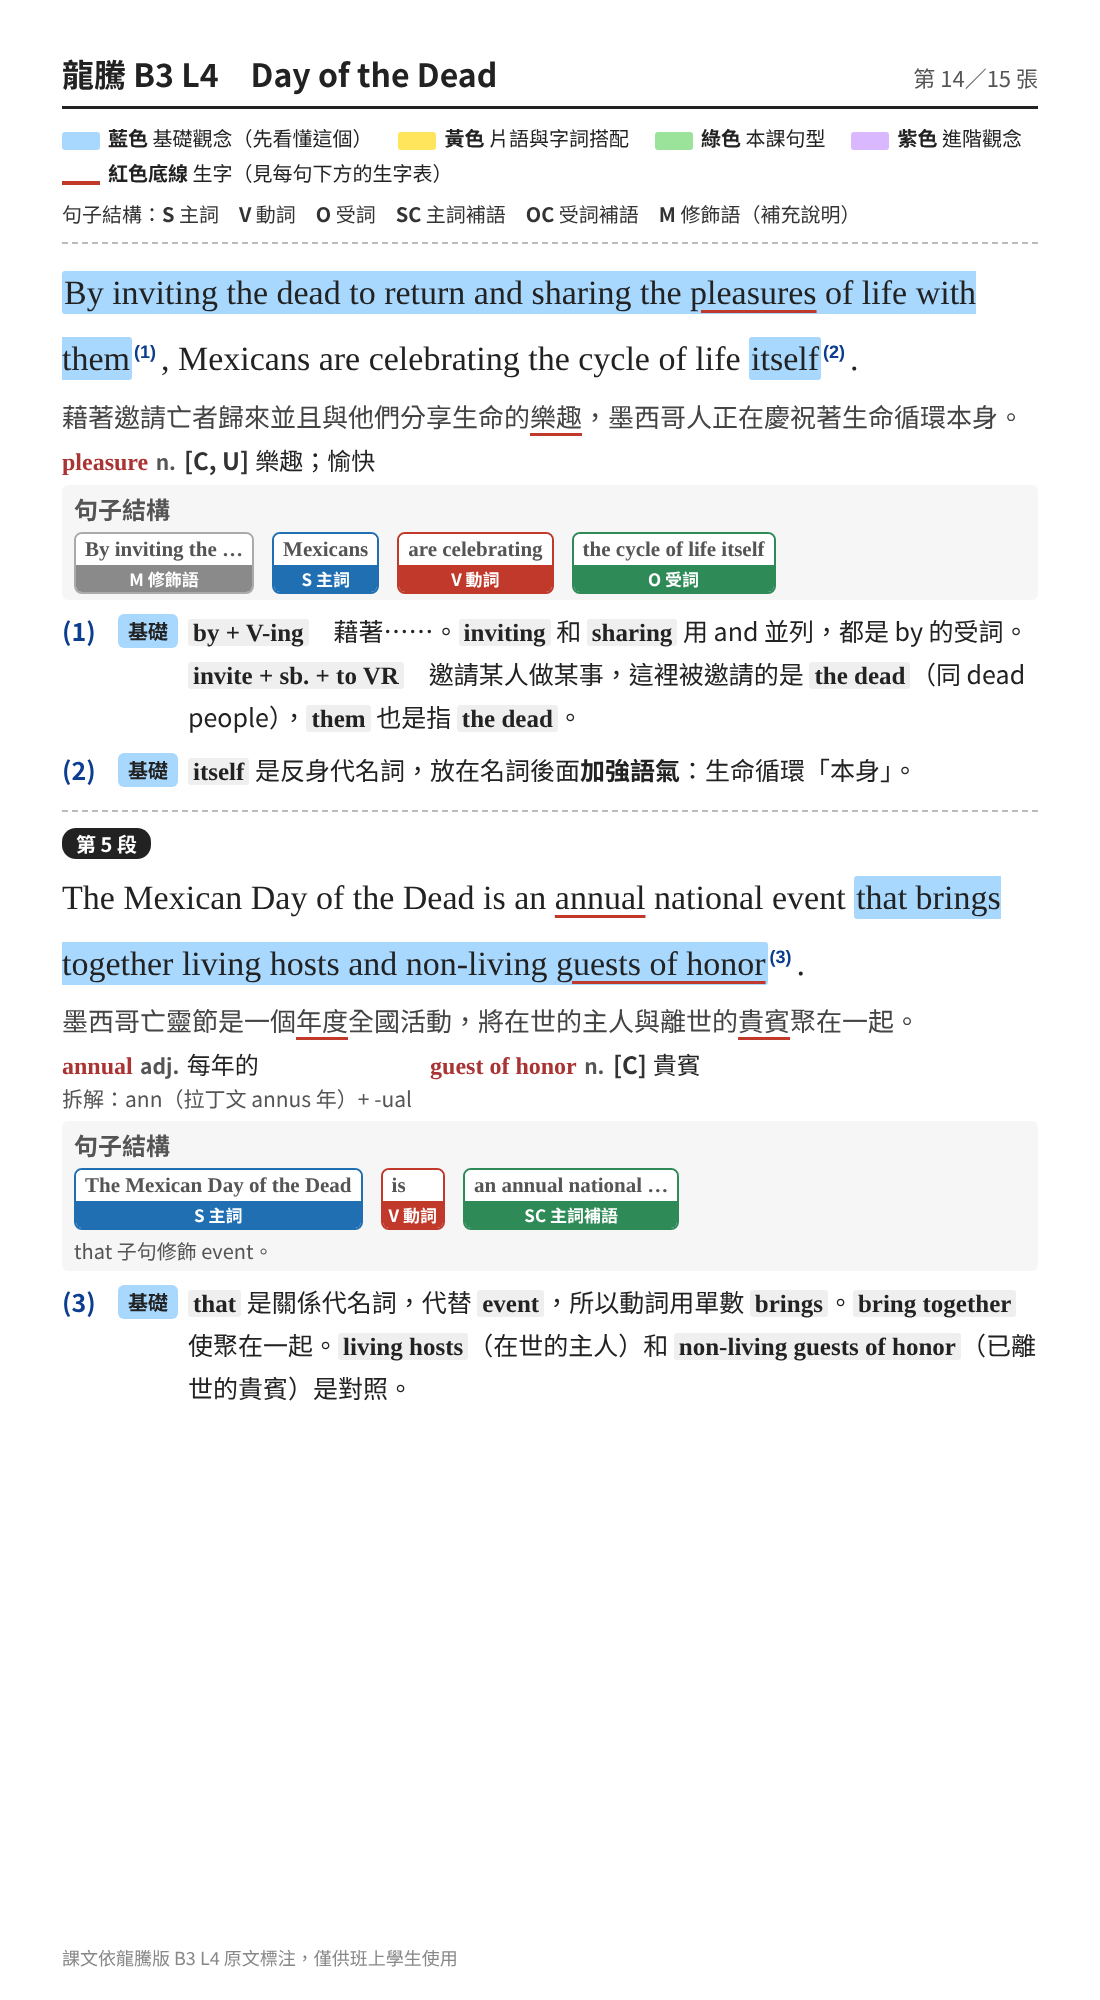 龍騰 B3 L4　Day of the Dead
第 14／15 張
藍色 基礎觀念（先看懂這個） 黃色 片語與字詞搭配 綠色 本課句型 紫色 進階觀念
紅色底線 生字（見每句下方的生字表）
句子結構：S 主詞 V 動詞 O 受詞 SC 主詞補語 OC 受詞補語 M 修飾語（補充說明）
By inviting the dead to return and sharing the pleasures of life with
them(1), Mexicans are celebrating the cycle of life itself(2).
藉著邀請亡者歸來並且與他們分享生命的樂趣，墨西哥人正在慶祝著生命循環本身。
pleasure n. [C, U] 樂趣；愉快
句子結構
By inviting the … Mexicans are celebrating the cycle of life itself
M 修飾語 S 主詞 V 動詞 O 受詞
(1) 基礎 by + V-ing　藉著……。inviting 和 sharing 用 and 並列，都是 by 的受詞。
invite + sb. + to VR　邀請某人做某事，這裡被邀請的是 the dead（同 dead
people），them 也是指 the dead。
(2) 基礎 itself 是反身代名詞，放在名詞後面加強語氣：生命循環「本身」。
第 5 段
The Mexican Day of the Dead is an annual national event that brings
together living hosts and non-living guests of honor(3).
墨西哥亡靈節是一個年度全國活動，將在世的主人與離世的貴賓聚在一起。
annual adj. 每年的 guest of honor n. [C] 貴賓
拆解：ann（拉丁文 annus 年）+ -ual
句子結構
The Mexican Day of the Dead is an annual national …
S 主詞 V 動詞 SC 主詞補語
that 子句修飾 event。
(3) 基礎 that 是關係代名詞，代替 event，所以動詞用單數 brings。bring together
使聚在一起。living hosts（在世的主人）和 non-living guests of honor（已離
世的貴賓）是對照。
課文依龍騰版 B3 L4 原文標注，僅供班上學生使用